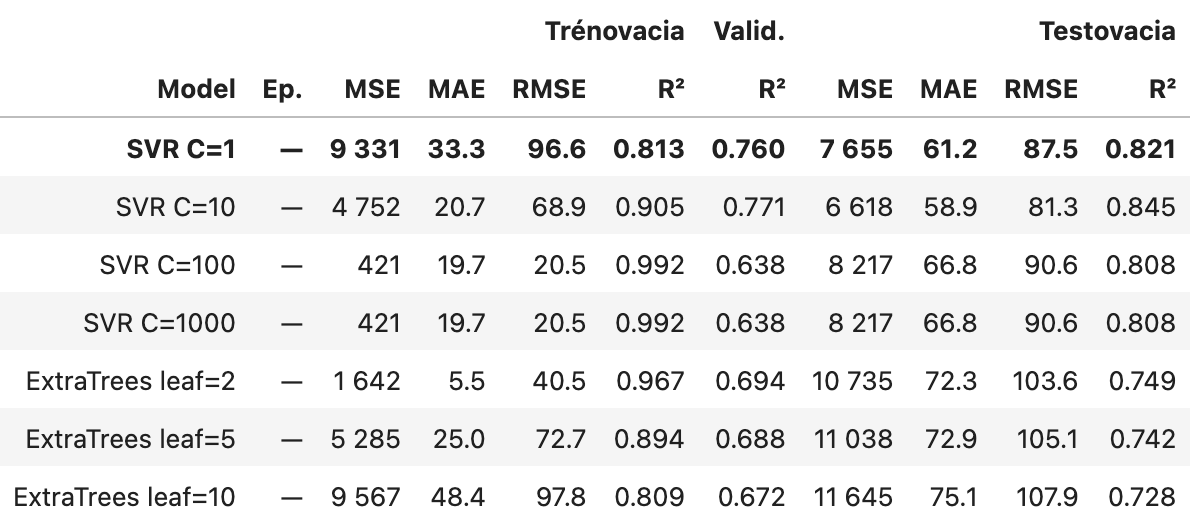 Trénovacia Valid. Testovacia
Model Ep. MSE MAE RMSE R² R² MSE MAE RMSE R²
SVR C=1 — 9 331 33.3 96.6 0.813 0.760 7 655 61.2 87.5 0.821
SVR C=10 — 4 752 20.7 68.9 0.905 0.771 6 618 58.9 81.3 0.845
SVR C=100 — 421 19.7 20.5 0.992 0.638 8 217 66.8 90.6 0.808
SVR C=1000 — 421 19.7 20.5 0.992 0.638 8 217 66.8 90.6 0.808
ExtraTrees leaf=2 — 1 642 5.5 40.5 0.967 0.694 10 735 72.3 103.6 0.749
ExtraTrees leaf=5 — 5 285 25.0 72.7 0.894 0.688 11 038 72.9 105.1 0.742
ExtraTrees leaf=10 — 9 567 48.4 97.8 0.809 0.672 11 645 75.1 107.9 0.728